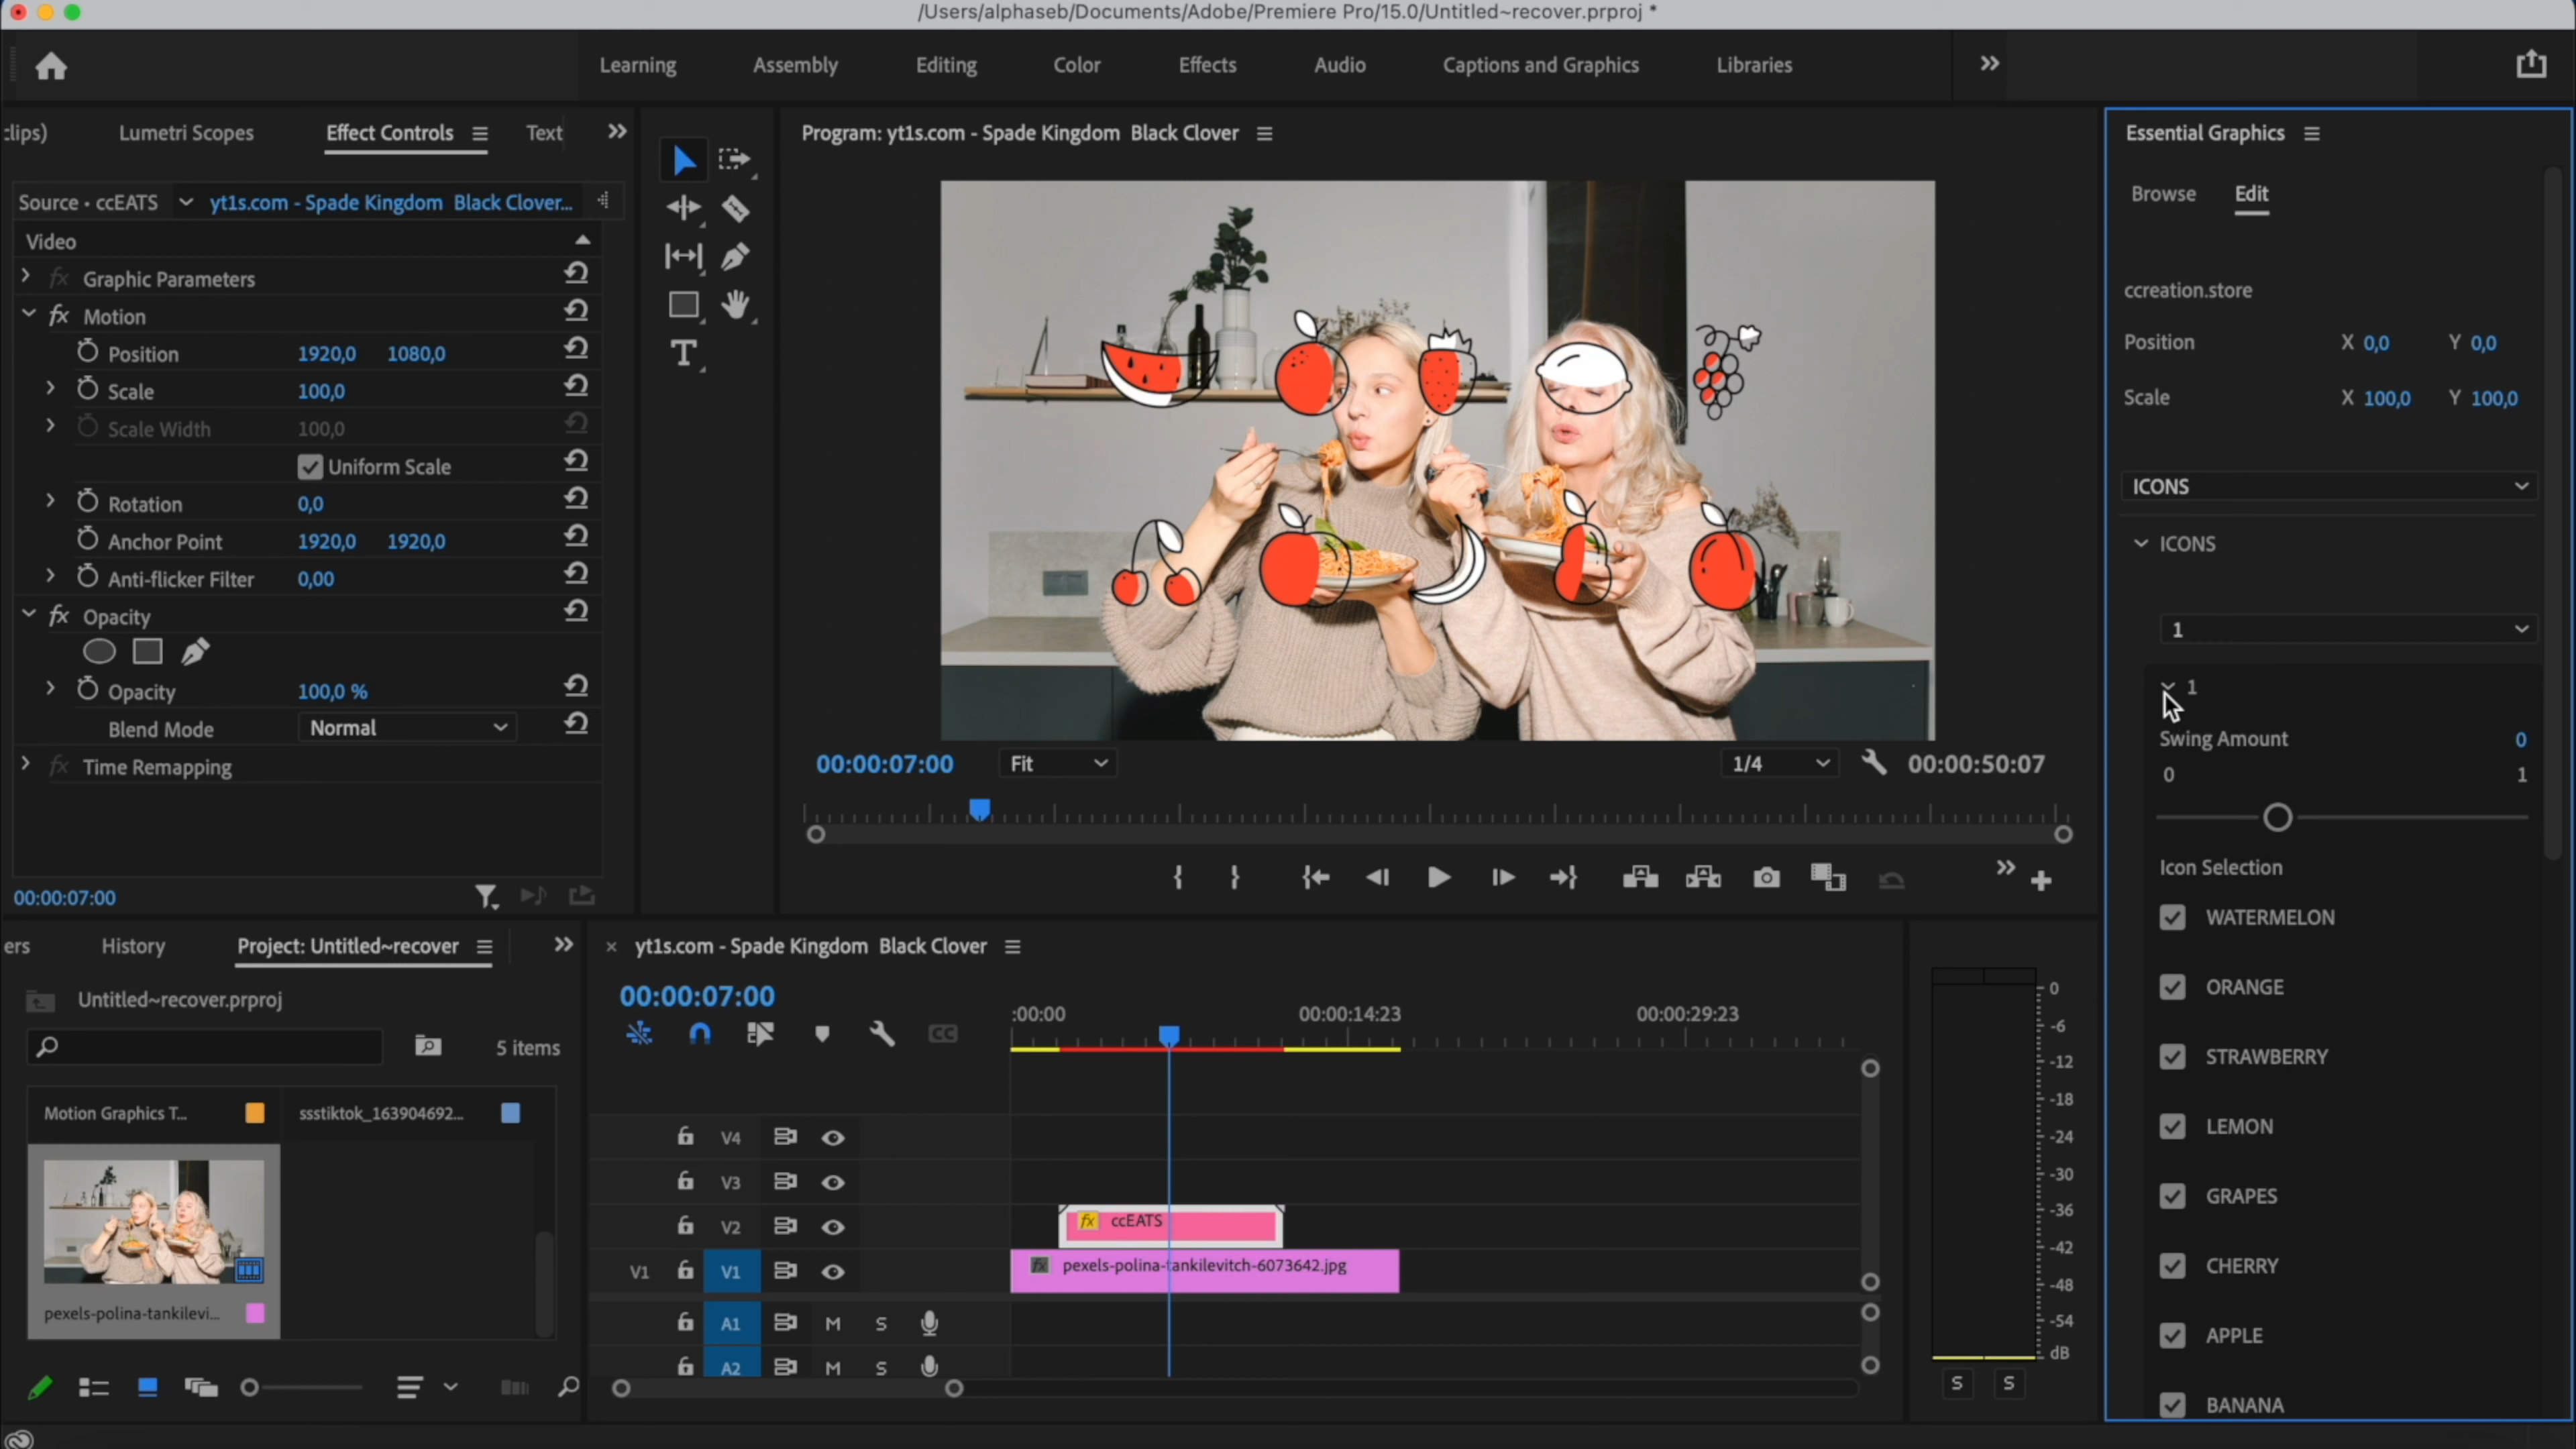 /Users/alphaseb/Documents/Adobe/Premiere Pro/15.0/Untitled~recover.prproj *
Learning
Assembly
Editing
Color
Effects
Audio
Captions and Graphics
Libraries
clips)
Lumetri Scopes
Effect Controls
Text
Source • ccEATS
yt1s.com - Spade Kingdom Black Clover...
Video
fx Graphic Parameters
fx Motion
Position 1920,0 1080,0
Scale 100,0
Scale Width 100,0
Uniform Scale
Rotation 0,0
Anchor Point 1920,0 1920,0
Anti-flicker Filter 0,00
fx Opacity
Opacity 100,0 %
Blend Mode Normal
fx Time Remapping
00:00:07:00
T
Program: yt1s.com - Spade Kingdom Black Clover
00:00:07:00
Fit
1/4
00:00:50:07
Essential Graphics
Browse
Edit
ccreation.store
Position X 0,0 Y 0,0
Scale X 100,0 Y 100,0
ICONS
ICONS
1
1
Swing Amount 0
0 1
Icon Selection
WATERMELON
ORANGE
STRAWBERRY
LEMON
GRAPES
CHERRY
APPLE
BANANA
ers
History
Project: Untitled~recover
Untitled~recover.prproj
5 items
Motion Graphics T...
ssstiktok_163904692...
pexels-polina-tankilevi...
× yt1s.com - Spade Kingdom Black Clover
00:00:07:00
:00:00
00:00:14:23
00:00:29:23
CC
V4
V3
V2
fx ccEATS
V1 V1
fx pexels-polina-tankilevitch-6073642.jpg
A1 M S
A2 M S
0
-6
-12
-18
-24
-30
-36
-42
-48
-54
dB
S S